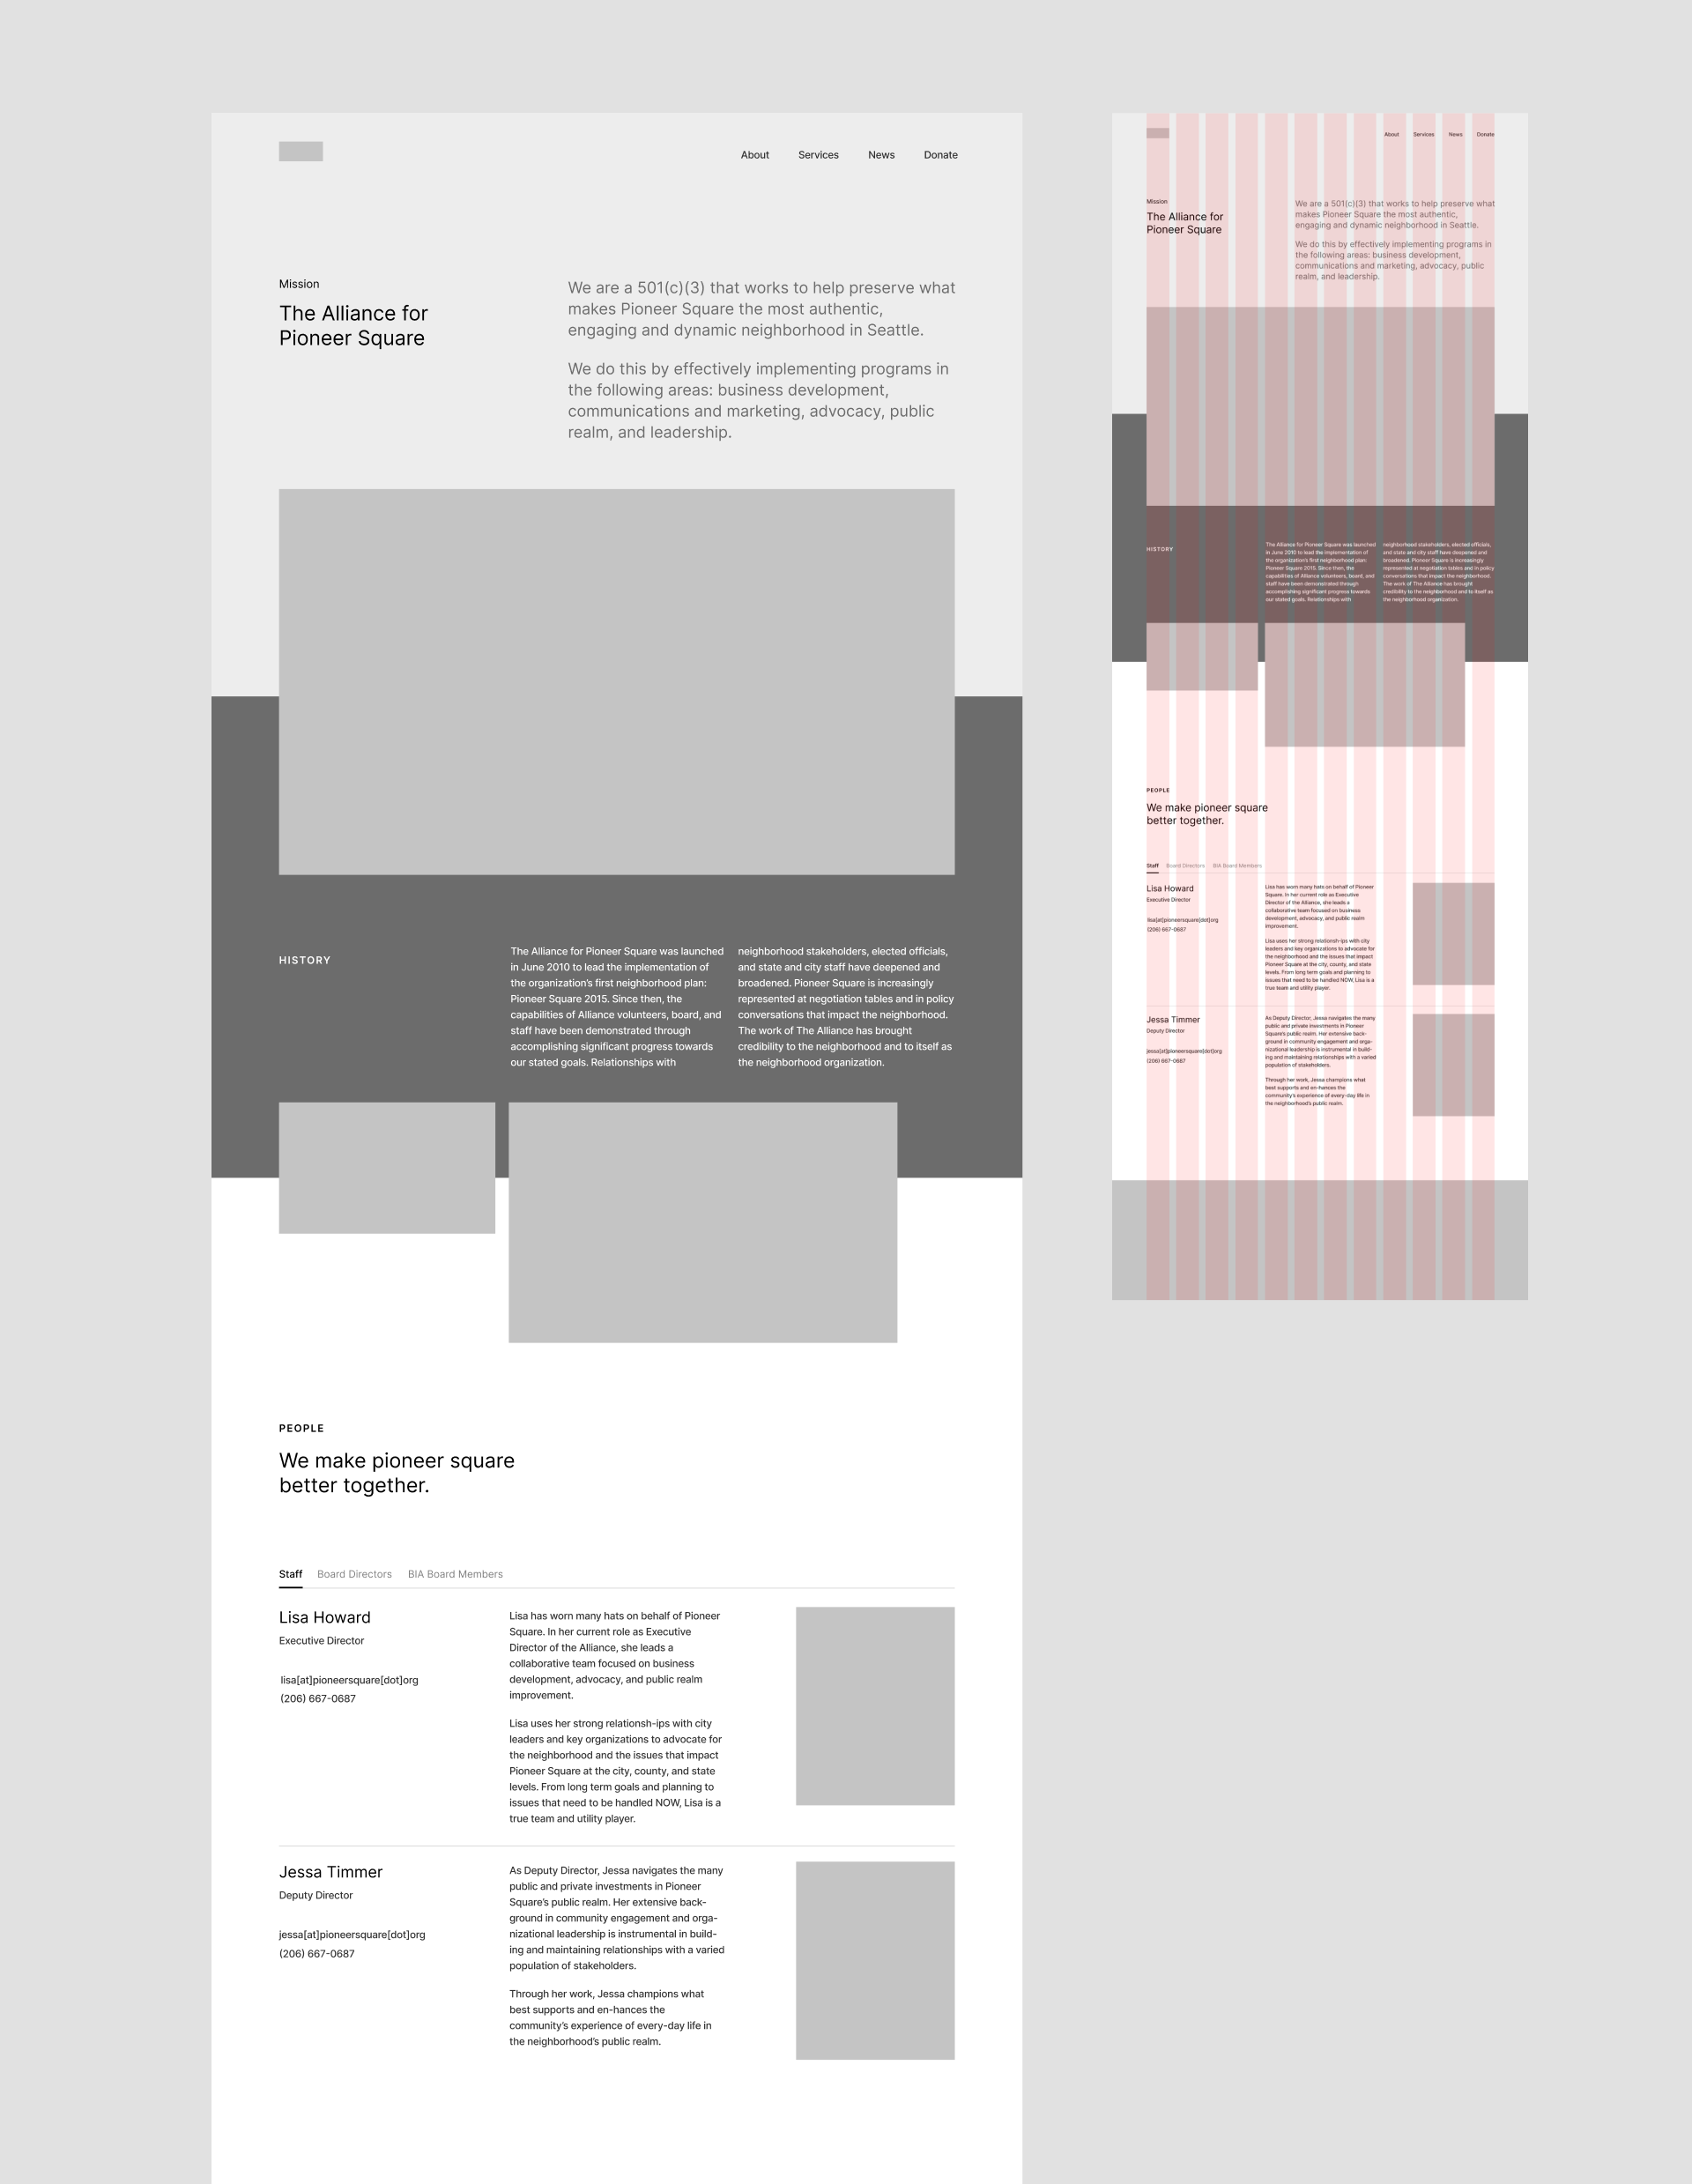 About Services News Donate
Mission
The Alliance for
Pioneer Square
We are a 501(c)(3) that works to help preserve what
makes Pioneer Square the most authentic,
engaging and dynamic neighborhood in Seattle.
We do this by effectively implementing programs in
the following areas: business development,
communications and marketing, advocacy, public
realm, and leadership.
HISTORY
The Alliance for Pioneer Square was launched
in June 2010 to lead the implementation of
the organization's first neighborhood plan:
Pioneer Square 2015. Since then, the
capabilities of Alliance volunteers, board, and
staff have been demonstrated through
accomplishing significant progress towards
our stated goals. Relationships with
neighborhood stakeholders, elected officials,
and state and city staff have deepened and
broadened. Pioneer Square is increasingly
represented at negotiation tables and in policy
conversations that impact the neighborhood.
The work of The Alliance has brought
credibility to the neighborhood and to itself as
the neighborhood organization.
PEOPLE
We make pioneer square
better together.
Staff Board Directors BIA Board Members
Lisa Howard
Executive Director
lisa[at]pioneersquare[dot]org
(206) 667-0687
Lisa has worn many hats on behalf of Pioneer
Square. In her current role as Executive
Director of the Alliance, she leads a
collaborative team focused on business
development, advocacy, and public realm
improvement.
Lisa uses her strong relationsh-ips with city
leaders and key organizations to advocate for
the neighborhood and the issues that impact
Pioneer Square at the city, county, and state
levels. From long term goals and planning to
issues that need to be handled NOW, Lisa is a
true team and utility player.
Jessa Timmer
Deputy Director
jessa[at]pioneersquare[dot]org
(206) 667-0687
As Deputy Director, Jessa navigates the many
public and private investments in Pioneer
Square's public realm. Her extensive back-
ground in community engagement and orga-
nizational leadership is instrumental in build-
ing and maintaining relationships with a varied
population of stakeholders.
Through her work, Jessa champions what
best supports and en-hances the
community's experience of every-day life in
the neighborhood's public realm.
About Services News Donate
Mission
The Alliance for
Pioneer Square
We are a 501(c)(3) that works to help preserve what
makes Pioneer Square the most authentic,
engaging and dynamic neighborhood in Seattle.
We do this by effectively implementing programs in
the following areas: business development,
communications and marketing, advocacy, public
realm, and leadership.
HISTORY
The Alliance for Pioneer Square was launched
in June 2010 to lead the implementation of
the organization's first neighborhood plan:
Pioneer Square 2015. Since then, the
capabilities of Alliance volunteers, board, and
staff have been demonstrated through
accomplishing significant progress towards
our stated goals. Relationships with
neighborhood stakeholders, elected officials,
and state and city staff have deepened and
broadened. Pioneer Square is increasingly
represented at negotiation tables and in policy
conversations that impact the neighborhood.
The work of The Alliance has brought
credibility to the neighborhood and to itself as
the neighborhood organization.
PEOPLE
We make pioneer square
better together.
Staff Board Directors BIA Board Members
Lisa Howard
Executive Director
lisa[at]pioneersquare[dot]org
(206) 667-0687
Lisa has worn many hats on behalf of Pioneer
Square. In her current role as Executive
Director of the Alliance, she leads a
collaborative team focused on business
development, advocacy, and public realm
improvement.
Lisa uses her strong relationsh-ips with city
leaders and key organizations to advocate for
the neighborhood and the issues that impact
Pioneer Square at the city, county, and state
levels. From long term goals and planning to
issues that need to be handled NOW, Lisa is a
true team and utility player.
Jessa Timmer
Deputy Director
jessa[at]pioneersquare[dot]org
(206) 667-0687
As Deputy Director, Jessa navigates the many
public and private investments in Pioneer
Square's public realm. Her extensive back-
ground in community engagement and orga-
nizational leadership is instrumental in build-
ing and maintaining relationships with a varied
population of stakeholders.
Through her work, Jessa champions what
best supports and en-hances the
community's experience of every-day life in
the neighborhood's public realm.